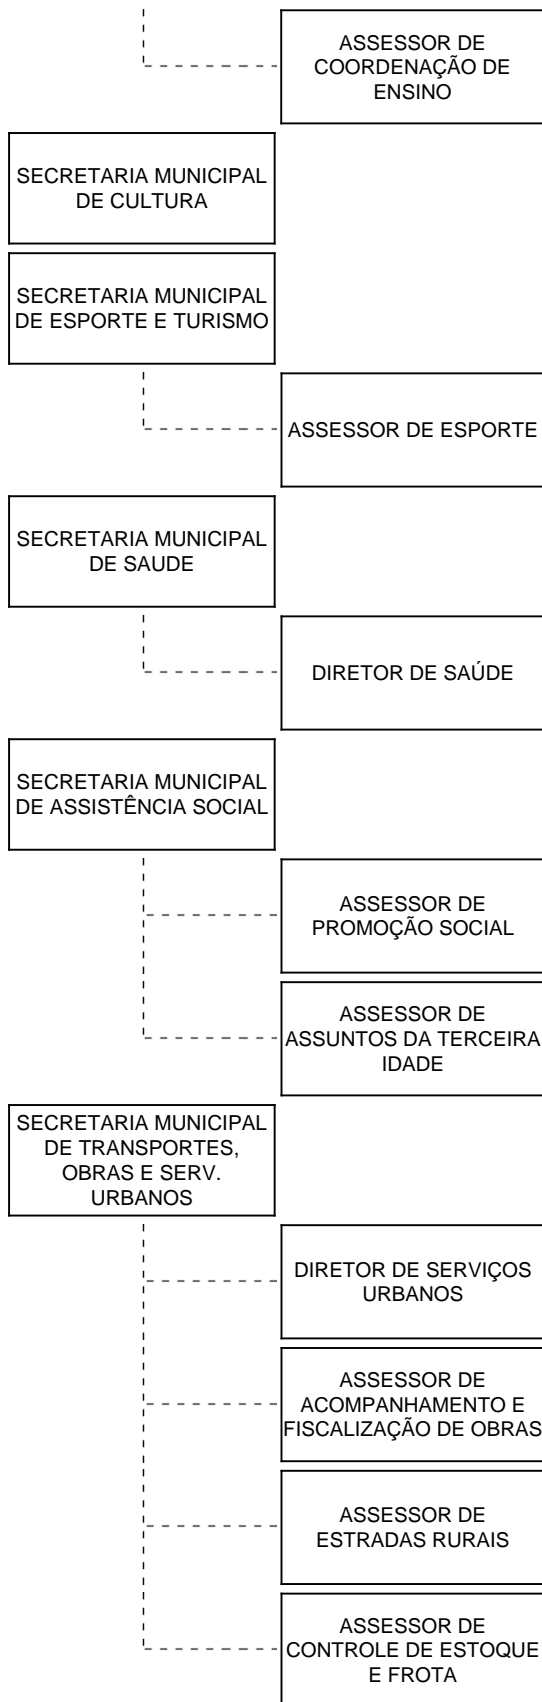 ASSESSOR DE
COORDENAÇÃO DE
ENSINO
SECRETARIA MUNICIPAL
DE CULTURA
SECRETARIA MUNICIPAL
DE ESPORTE E TURISMO
ASSESSOR DE ESPORTE
SECRETARIA MUNICIPAL
DE SAUDE
DIRETOR DE SAÚDE
SECRETARIA MUNICIPAL
DE ASSISTÊNCIA SOCIAL
ASSESSOR DE
PROMOÇÃO SOCIAL
ASSESSOR DE
ASSUNTOS DA TERCEIRA
IDADE
SECRETARIA MUNICIPAL
DE TRANSPORTES,
OBRAS E SERV.
URBANOS
DIRETOR DE SERVIÇOS
URBANOS
ASSESSOR DE
ACOMPANHAMENTO E
FISCALIZAÇÃO DE OBRAS
ASSESSOR DE
ESTRADAS RURAIS
ASSESSOR DE
CONTROLE DE ESTOQUE
E FROTA